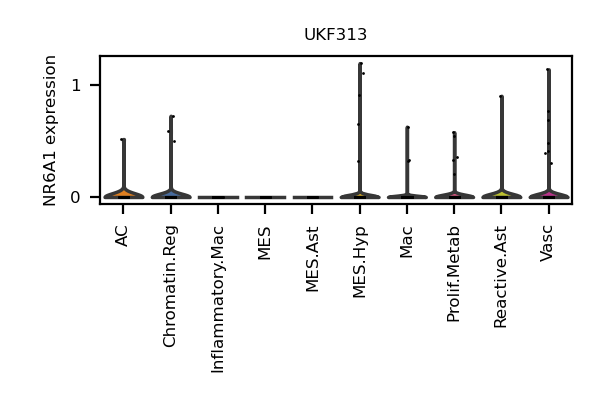 UKF313
NR6A1 expression
1
0
AC
Chromatin.Reg
Inflammatory.Mac
MES
MES.Ast
MES.Hyp
Mac
Prolif.Metab
Reactive.Ast
Vasc